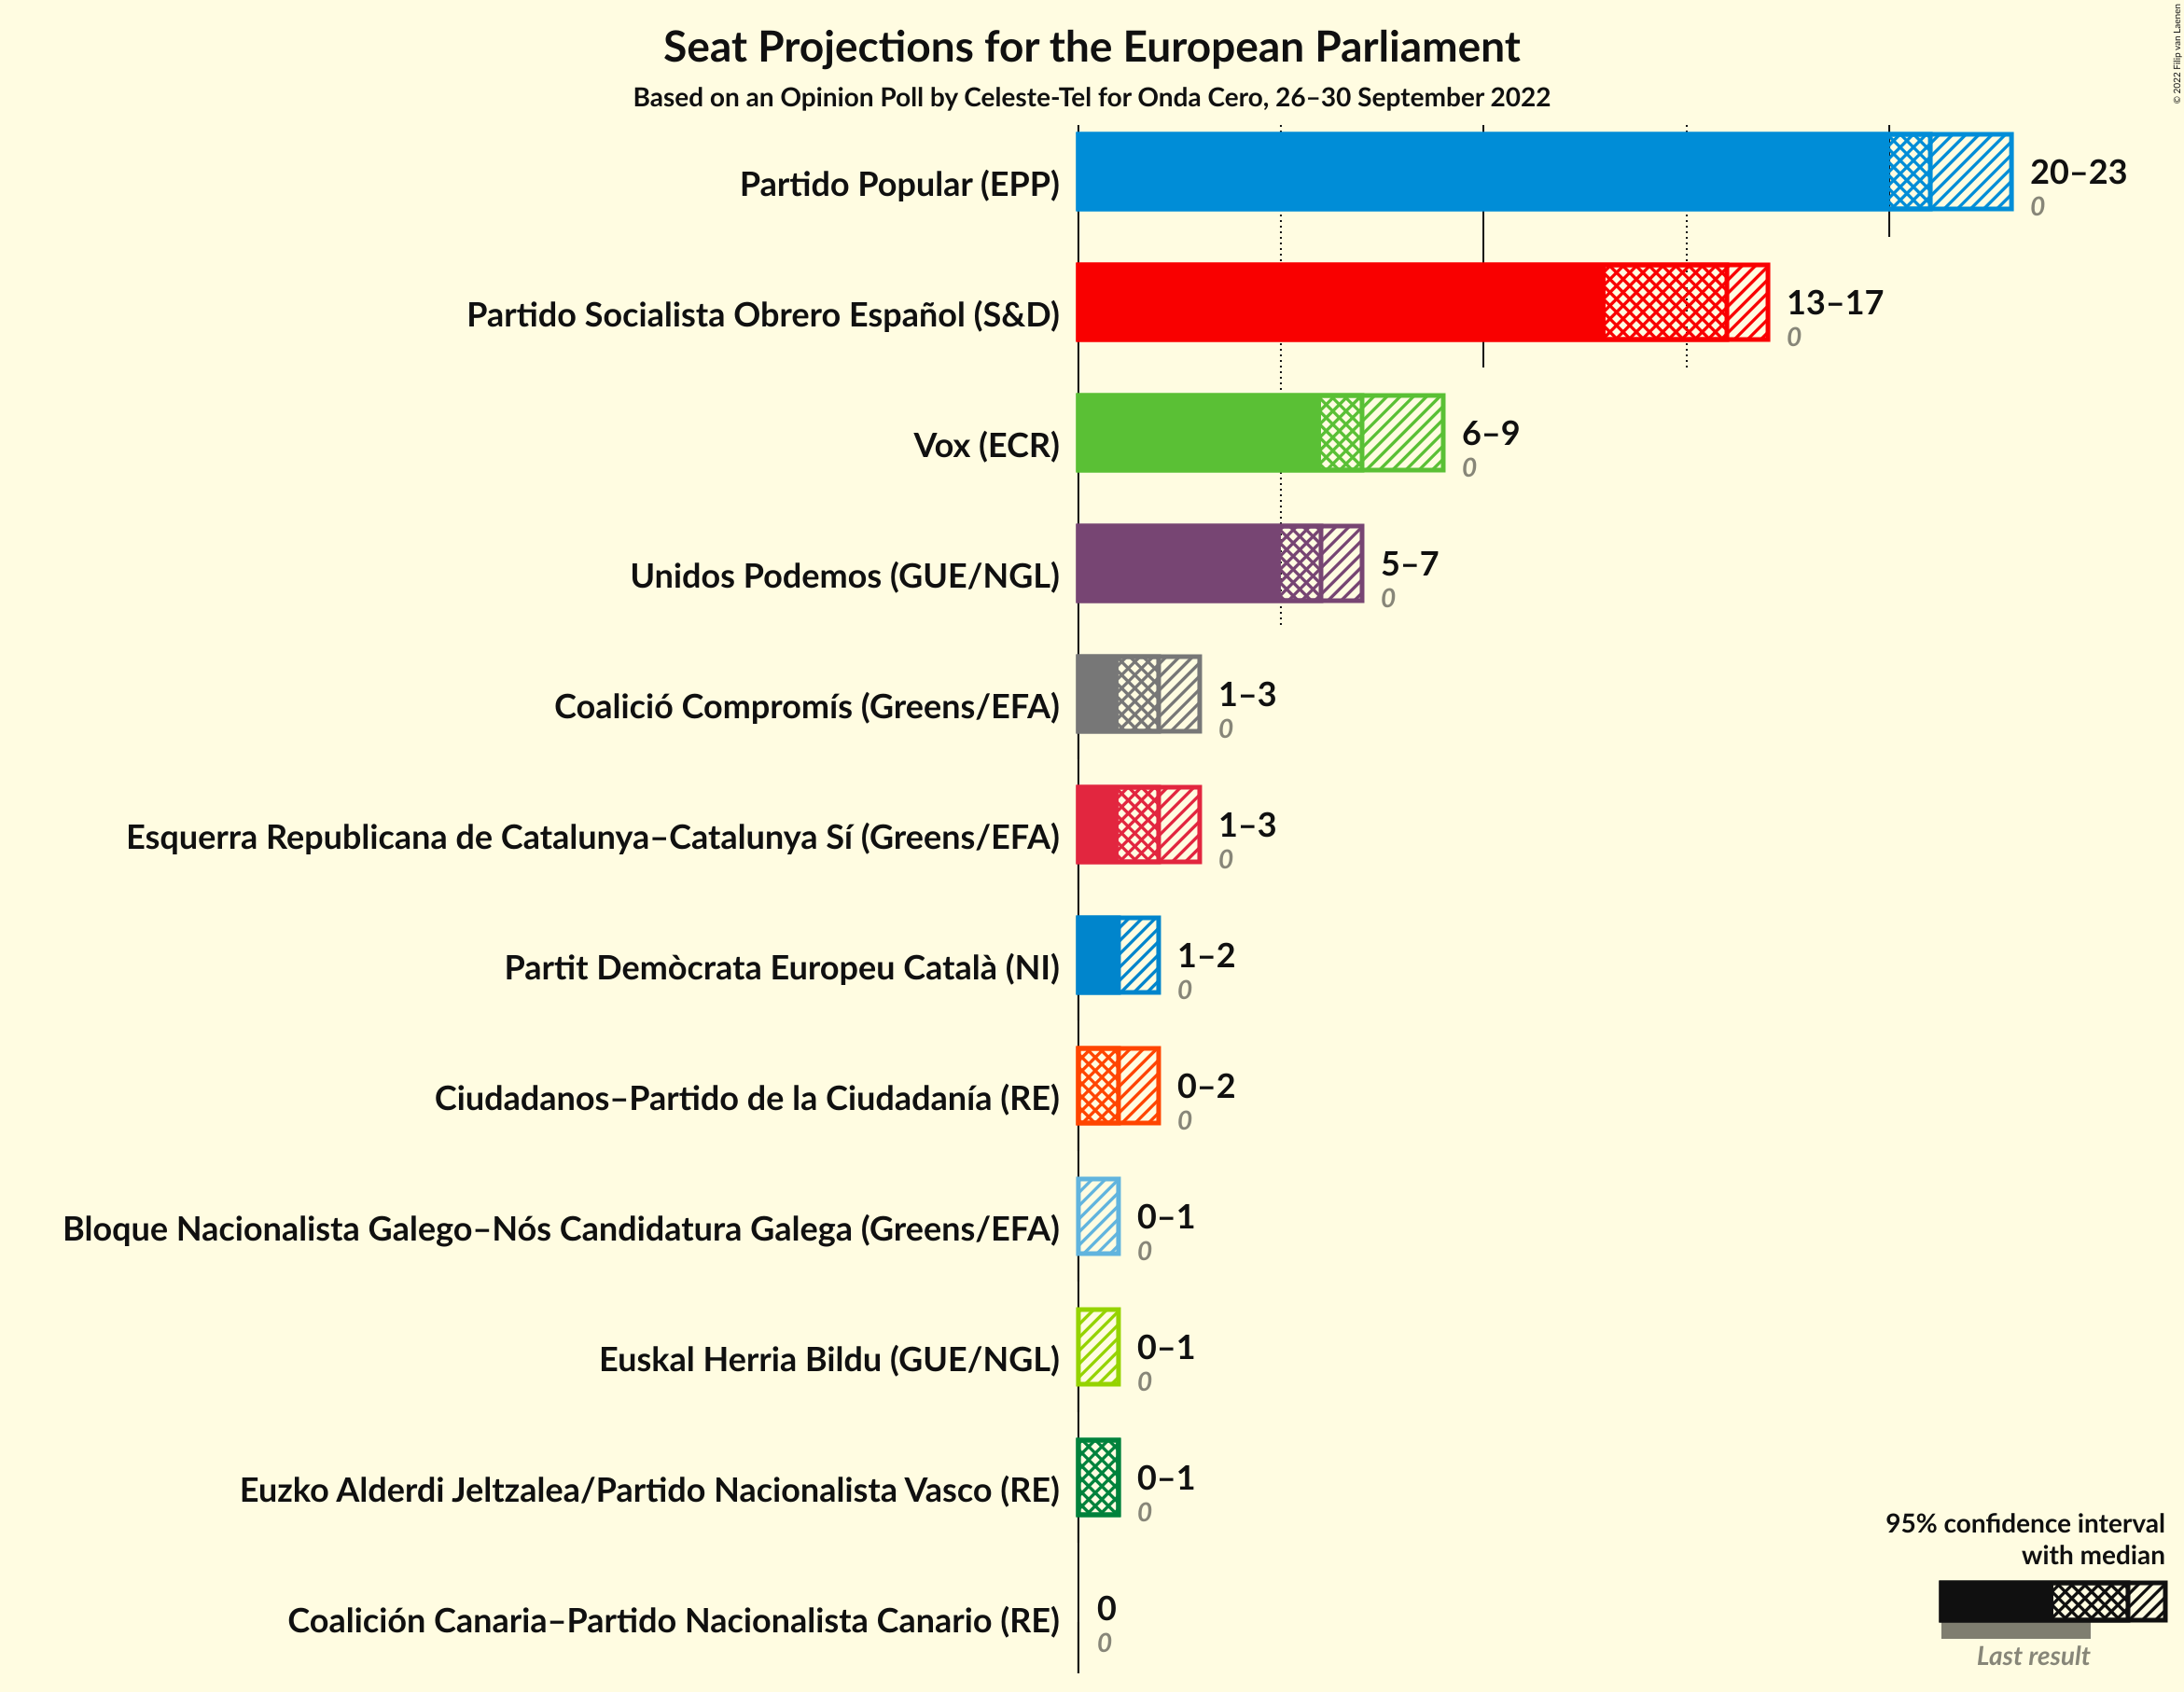 Seat Projections for the European Parliament
Based on an Opinion Poll by Celeste-Tel for Onda Cero, 26–30 September 2022
© 2022 Filip van Laenen
Partido Popular (EPP)
20–23
0
Partido Socialista Obrero Español (S&D)
13–17
0
Vox (ECR)
6–9
0
Unidos Podemos (GUE/NGL)
5–7
0
Coalició Compromís (Greens/EFA)
1–3
0
Esquerra Republicana de Catalunya–Catalunya Sí (Greens/EFA)
1–3
0
Partit Demòcrata Europeu Català (NI)
1–2
0
Ciudadanos–Partido de la Ciudadanía (RE)
0–2
0
Bloque Nacionalista Galego–Nós Candidatura Galega (Greens/EFA)
0–1
0
Euskal Herria Bildu (GUE/NGL)
0–1
0
Euzko Alderdi Jeltzalea/Partido Nacionalista Vasco (RE)
0–1
0
Coalición Canaria–Partido Nacionalista Canario (RE)
0
0
95% confidence interval
with median
Last result